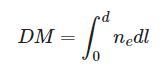 DM = \int_0^d n_e dl